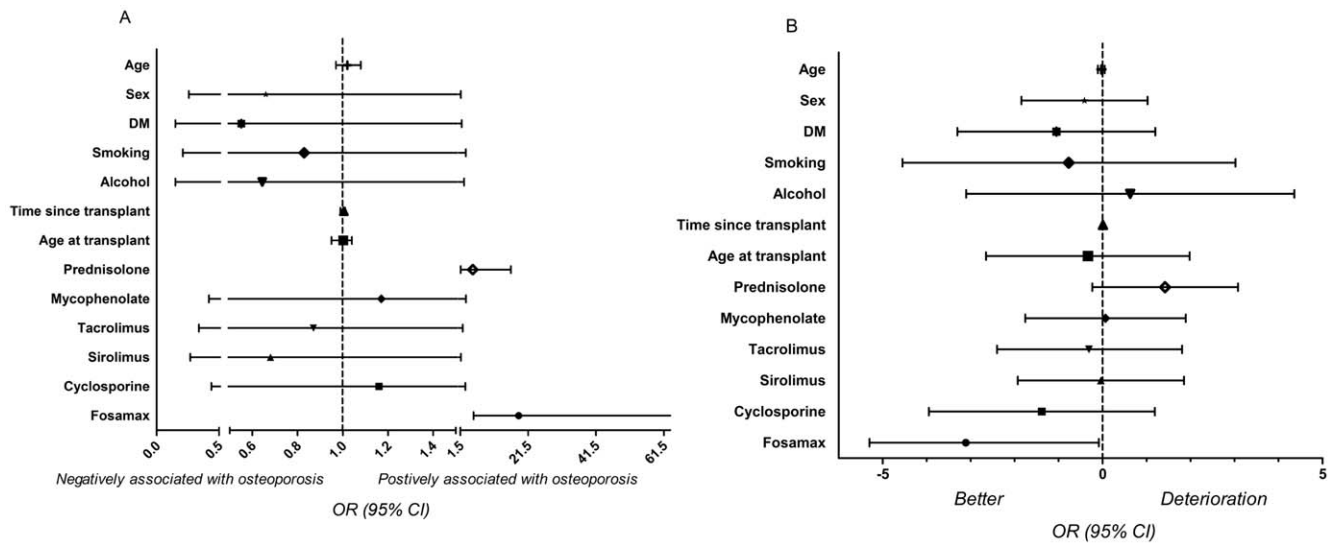 A
Age
Sex
DM
Smoking
Alcohol
Time since transplant
Age at transplant
Prednisolone
Mycophenolate
Tacrolimus
Sirolimus
Cyclosporine
Fosamax
0.0 0.5 0.6 0.8 1.0 1.2 1.4 1.5 21.5 41.5 61.5
Negatively associated with osteoporosis Postively associated with osteoporosis
OR (95% CI)
B
Age
Sex
DM
Smoking
Alcohol
Time since transplant
Age at transplant
Prednisolone
Mycophenolate
Tacrolimus
Sirolimus
Cyclosporine
Fosamax
-5 0 5
Better Deterioration
OR (95% CI)